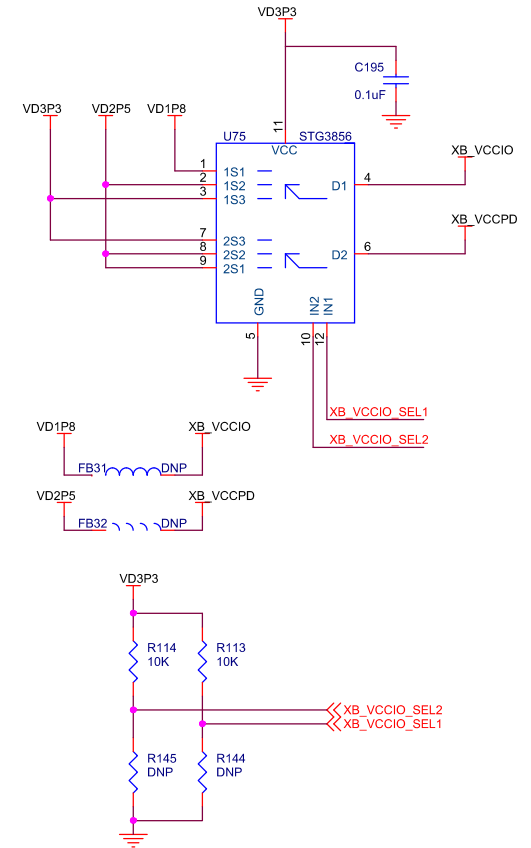 VD3P3
C195
0.1uF
VD3P3 VD2P5 VD1P8
U75 STG3856
11
VCC
XB_VCCIO
1 1S1
2 1S2 D1 4
3 1S3
XB_VCCPD
7 2S3
8 2S2 D2 6
9 2S1
GND IN2 IN1
5 10 12
XB_VCCIO_SEL1
XB_VCCIO_SEL2
VD1P8 XB_VCCIO
FB31 DNP
VD2P5 XB_VCCPD
FB32 DNP
VD3P3
R114 R113
10K 10K
XB_VCCIO_SEL2
XB_VCCIO_SEL1
R145 R144
DNP DNP